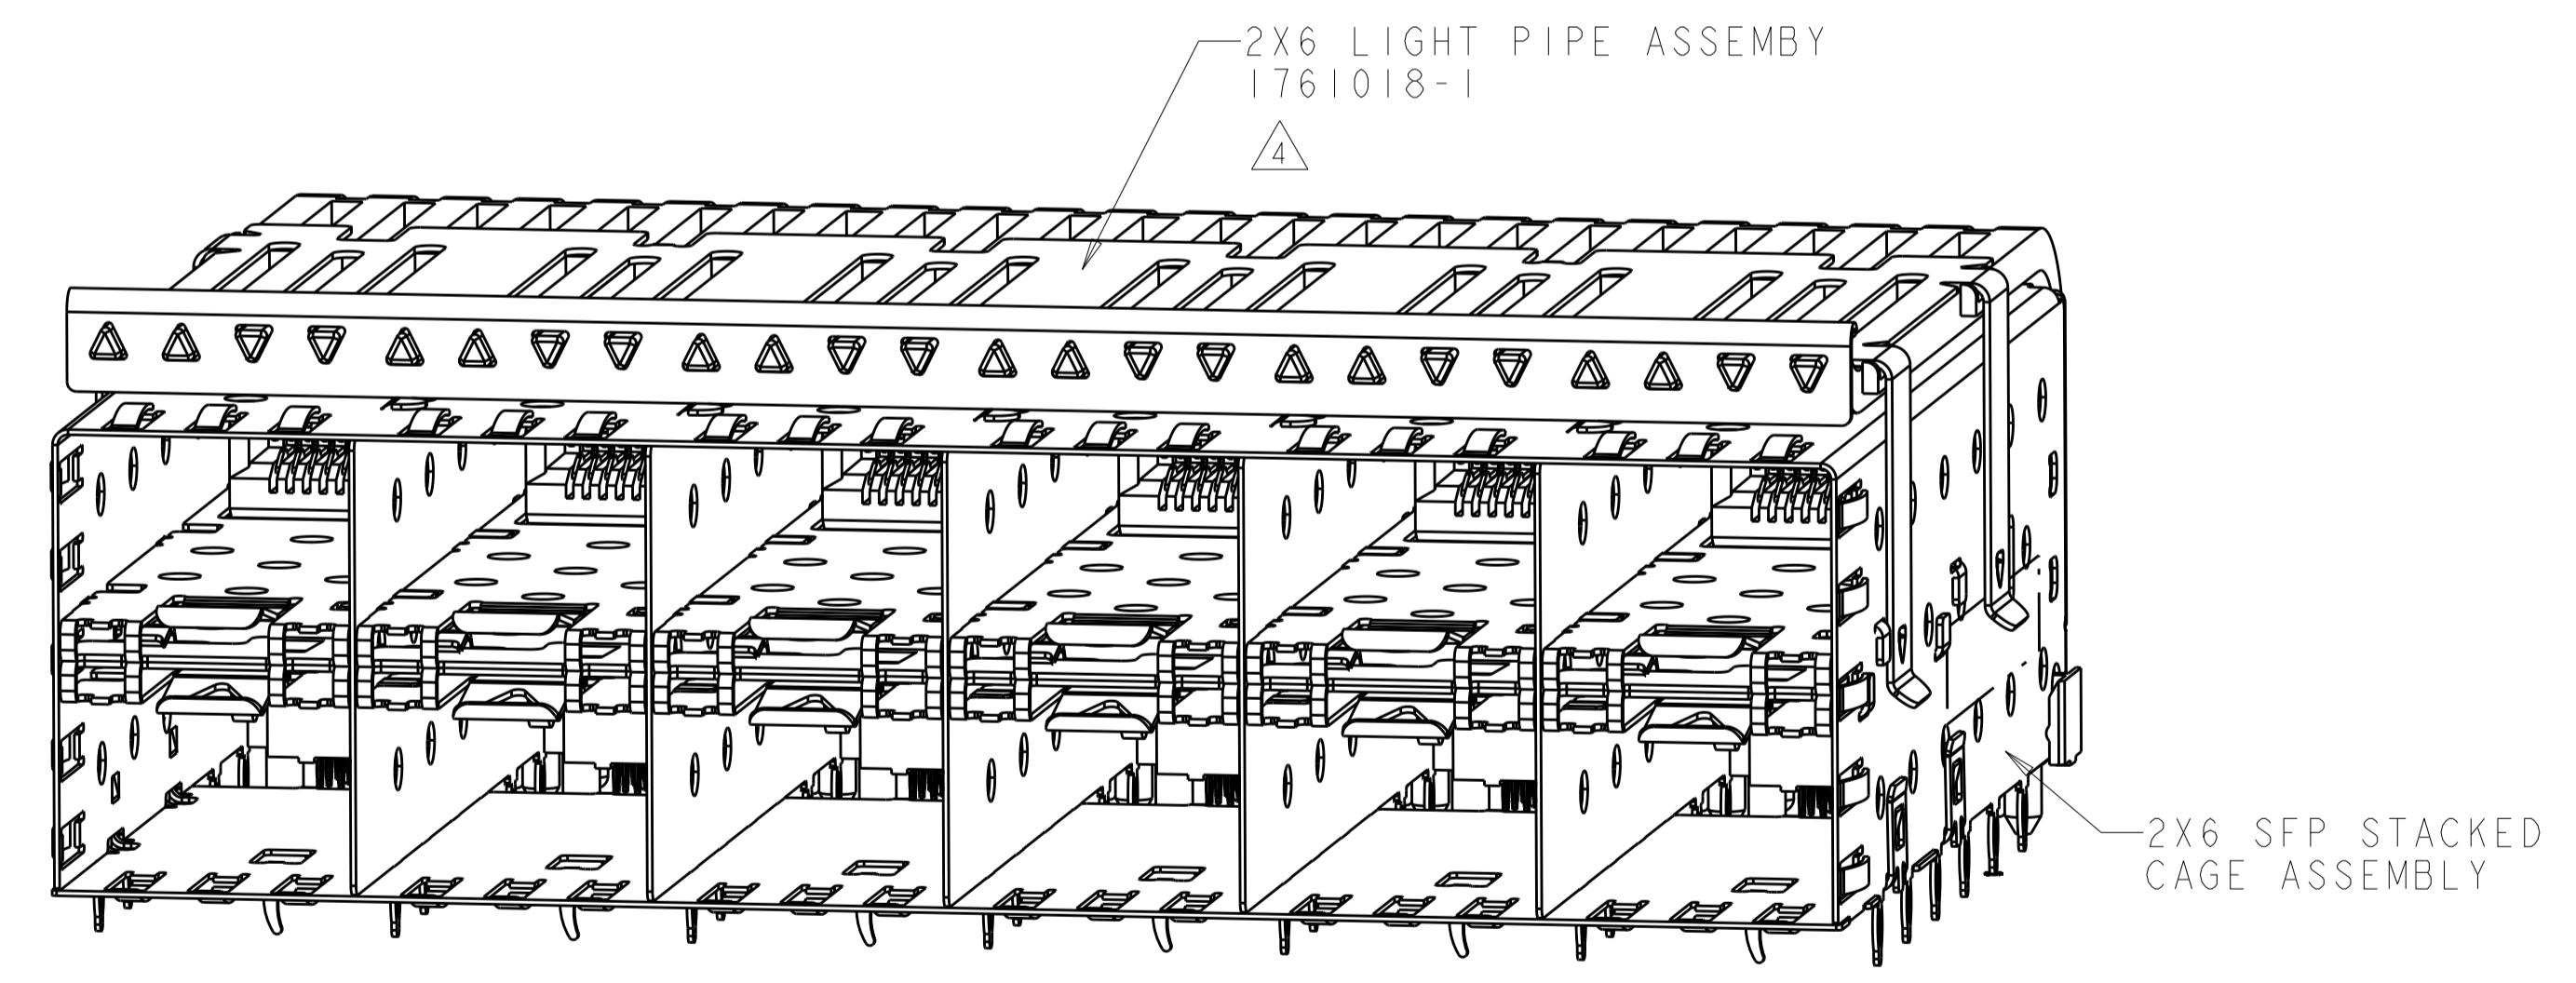 2X6 LIGHT PIPE ASSEMBY
1761018-1
4
2X6 SFP STACKED
CAGE ASSEMBLY